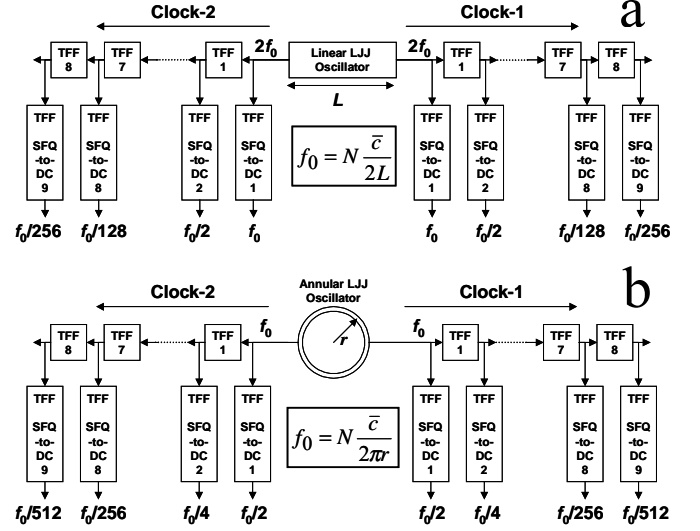 a
Clock-2
Clock-1
TFF 8
TFF 7
TFF 1
2f₀
Linear LJJ Oscillator
2f₀
TFF 1
TFF 7
TFF 8
L
TFF SFQ -to- DC 9
TFF SFQ -to- DC 8
TFF SFQ -to- DC 2
TFF SFQ -to- DC 1
f₀ = N c̅ / 2L
TFF SFQ -to- DC 1
TFF SFQ -to- DC 2
TFF SFQ -to- DC 8
TFF SFQ -to- DC 9
f₀/256
f₀/128
f₀/2
f₀
f₀
f₀/2
f₀/128
f₀/256
b
Clock-2
Annular LJJ Oscillator
Clock-1
TFF 8
TFF 7
TFF 1
f₀
r
f₀
TFF 1
TFF 7
TFF 8
TFF SFQ -to- DC 9
TFF SFQ -to- DC 8
TFF SFQ -to- DC 2
TFF SFQ -to- DC 1
f₀ = N c̅ / 2πr
TFF SFQ -to- DC 1
TFF SFQ -to- DC 2
TFF SFQ -to- DC 8
TFF SFQ -to- DC 9
f₀/512
f₀/256
f₀/4
f₀/2
f₀/2
f₀/4
f₀/256
f₀/512